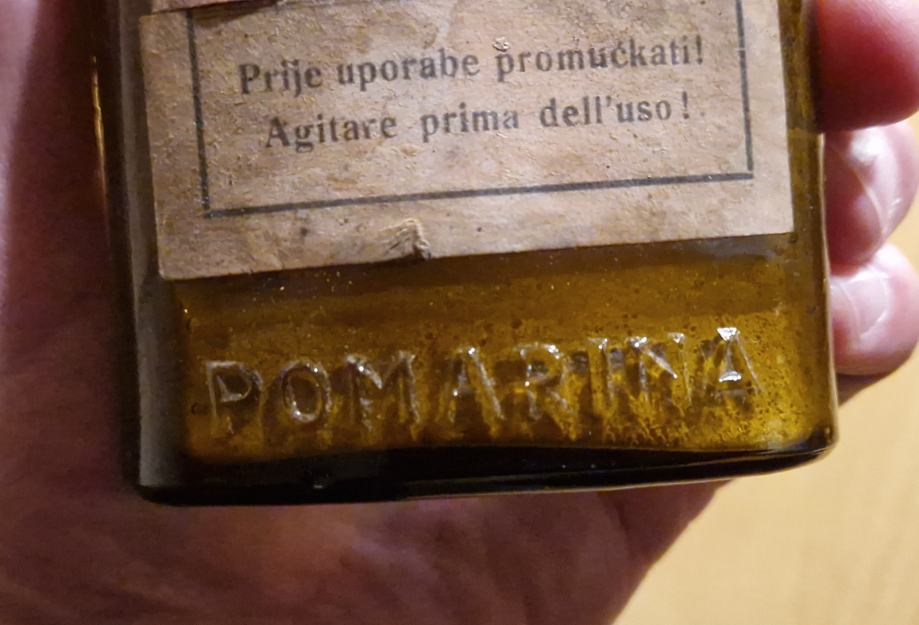 Prije uporabe promućkati!
Agitare prima dell'uso!
POMARINA